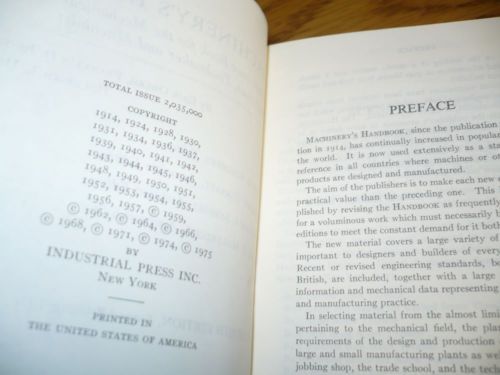 TOTAL ISSUE 2,035,000
COPYRIGHT
1914, 1924, 1928, 1930,
1931, 1934, 1936, 1937,
1939, 1940, 1941, 1942,
1943, 1944, 1945, 1946,
1948, 1949, 1950, 1951,
1952, 1953, 1954, 1955,
1956, 1957, © 1959,
© 1962, © 1964, © 1966,
© 1968, © 1971, © 1974, © 1975
BY
INDUSTRIAL PRESS INC.
NEW YORK
PRINTED IN
THE UNITED STATES OF AMERICA
PREFACE
MACHINERY'S HANDBOOK, since the publication
tion in 1914, has continually increased in popular
the world. It is now used extensively as a sta
reference in all countries where machines or ot
products are designed and manufactured.
The aim of the publishers is to make each new
practical value than the preceding one. This
plished by revising the HANDBOOK as frequently
for a voluminous work which must necessarily
editions to meet the constant demand for it both
The new material covers a large variety of
important to designers and builders of every
Recent or revised engineering standards, b
British, are included, together with a large
information and mechanical data representing
and manufacturing practice.
In selecting material from the almost limi
pertaining to the mechanical field, the plan
requirements of the design and production
large and small manufacturing plants as wel
jobbing shop, the trade school, and the techn